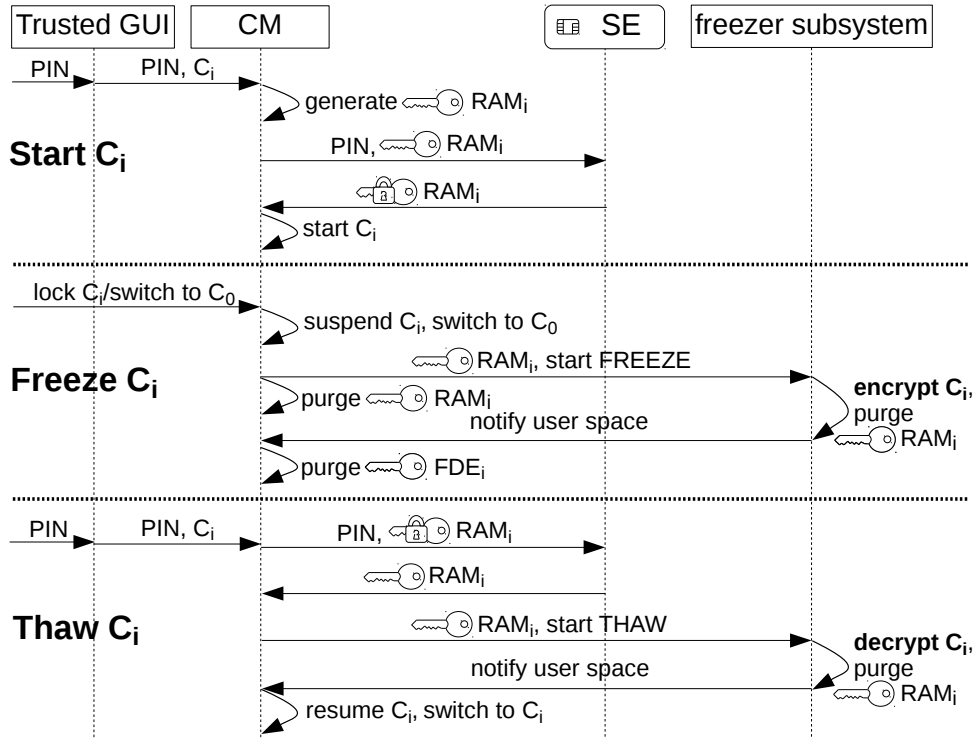 Trusted GUI
CM
SE
freezer subsystem
PIN
PIN, Cᵢ
generate RAMᵢ
Start Cᵢ
PIN, RAMᵢ
RAMᵢ
start Cᵢ
lock Cᵢ/switch to C₀
suspend Cᵢ, switch to C₀
RAMᵢ, start FREEZE
Freeze Cᵢ
purge RAMᵢ
encrypt Cᵢ,
purge
RAMᵢ
notify user space
purge FDEᵢ
PIN
PIN, Cᵢ
PIN, RAMᵢ
RAMᵢ
Thaw Cᵢ
RAMᵢ, start THAW
decrypt Cᵢ,
purge
RAMᵢ
notify user space
resume Cᵢ, switch to Cᵢ